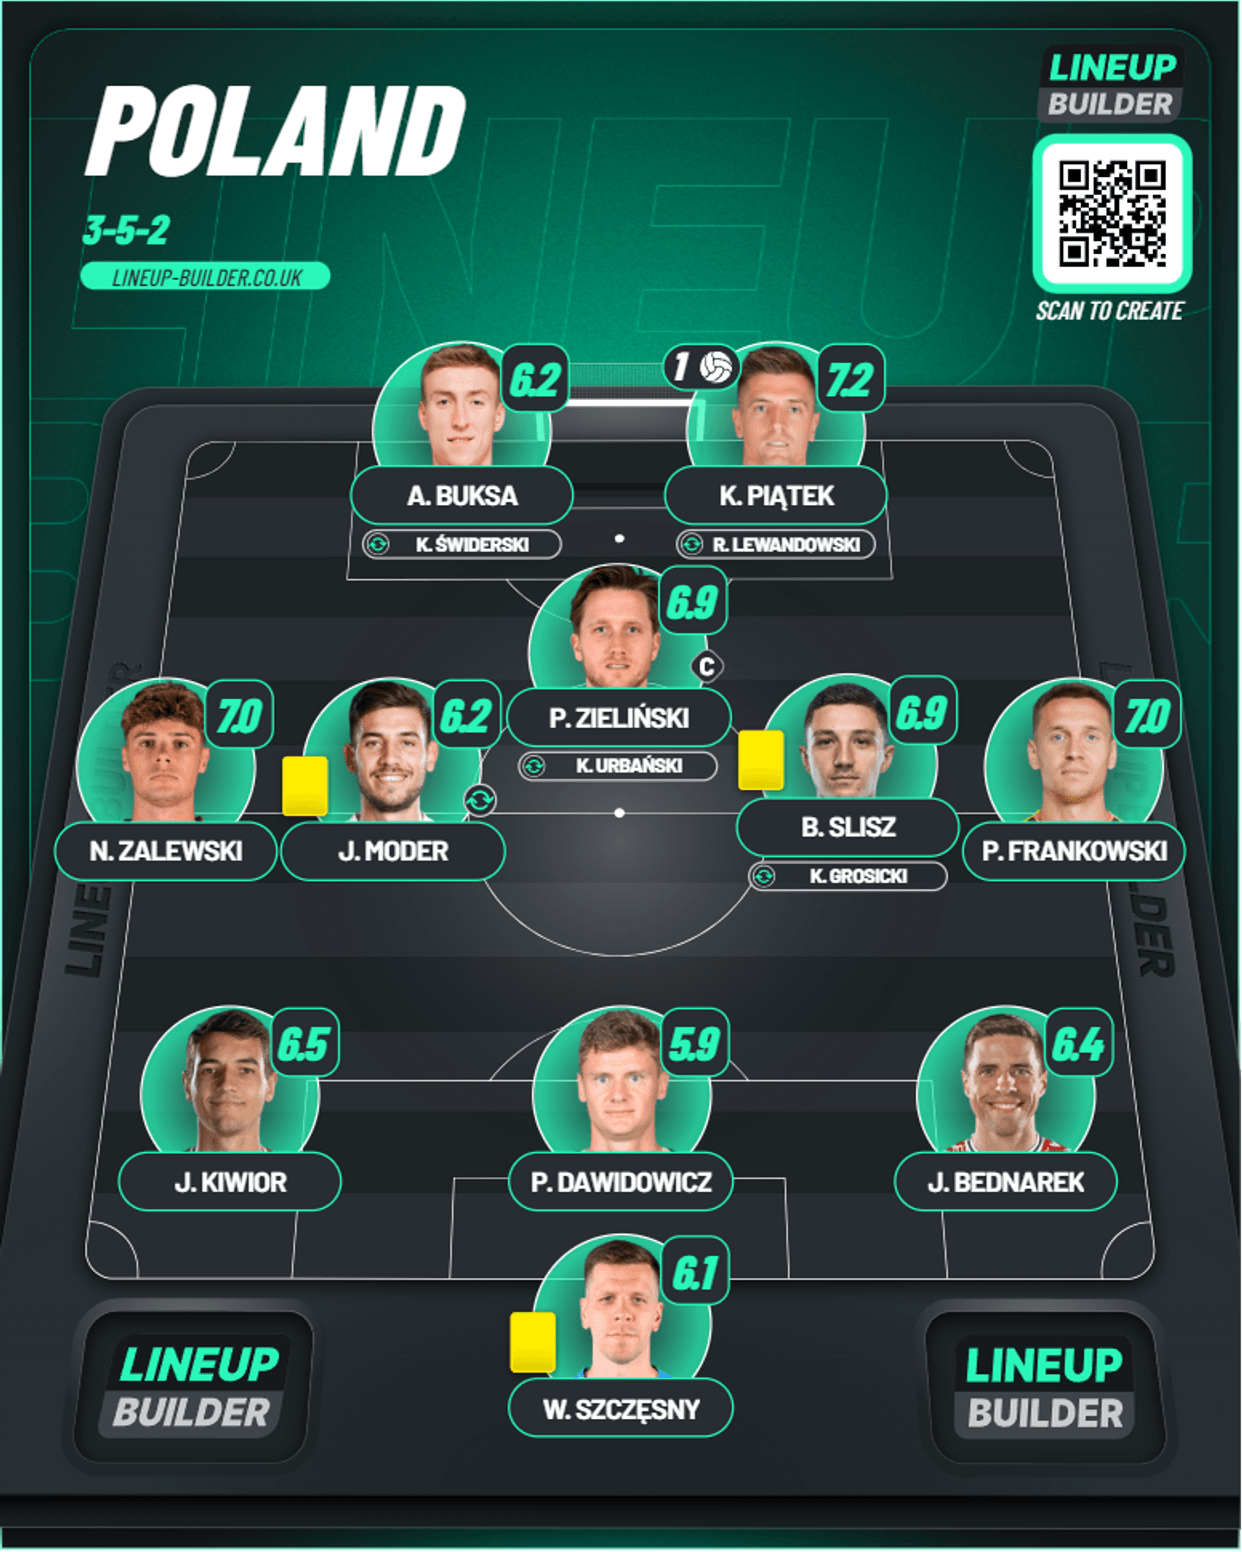 POLAND
3-5-2
LINEUP-BUILDER.CO.UK
LINEUP
BUILDER
SCAN TO CREATE
6.2
A. BUKSA
K. ŚWIDERSKI
1
7.2
K. PIĄTEK
R. LEWANDOWSKI
6.9
C
P. ZIELIŃSKI
K. URBAŃSKI
7.0
N. ZALEWSKI
6.2
J. MODER
6.9
B. SLISZ
K. GROSICKI
7.0
P. FRANKOWSKI
6.5
J. KIWIOR
5.9
P. DAWIDOWICZ
6.4
J. BEDNAREK
6.1
W. SZCZĘSNY
LINEUP
BUILDER
LINEUP
BUILDER